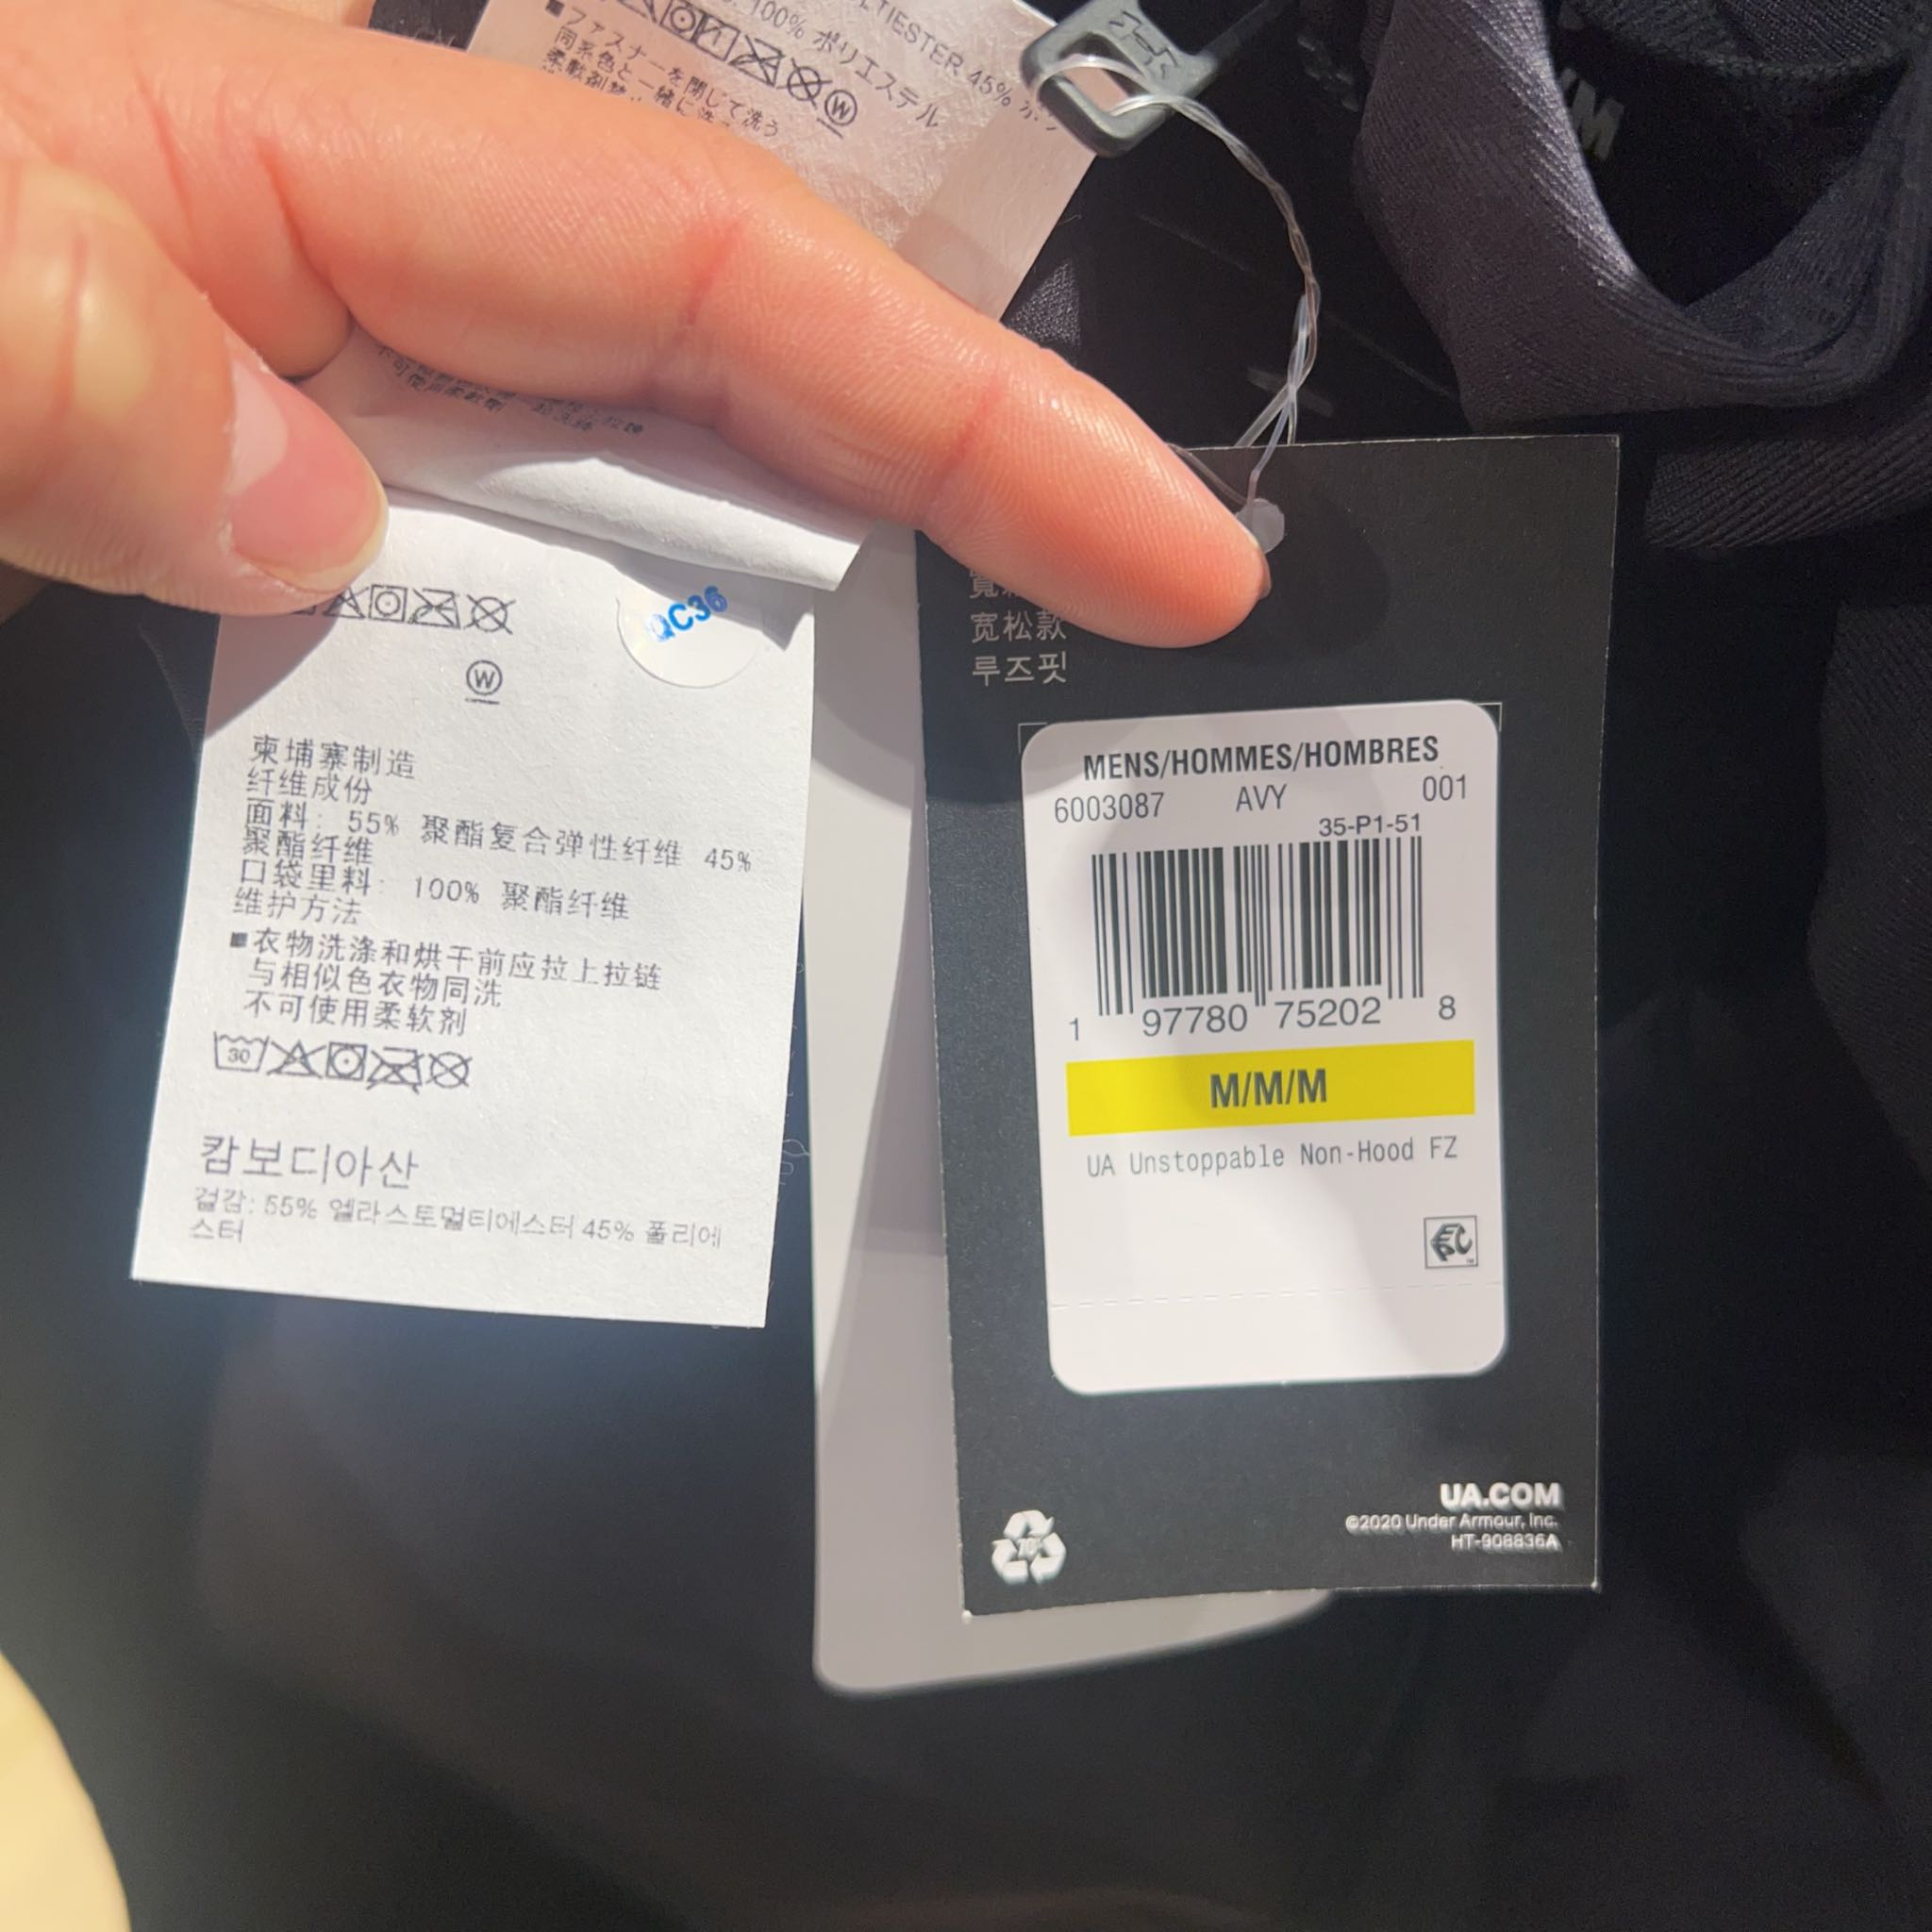 LTIESTER 45%
100% ポリエステル
■ファスナーを閉じて洗う
同系色と一緒に洗う
W
QC36
W
柬埔寨制造
纤维成份
面料: 55% 聚酯复合弹性纤维 45%
聚酯纤维
口袋里料: 100% 聚酯纤维
维护方法
■衣物洗涤和烘干前应拉上拉链
与相似色衣物同洗
不可使用柔软剂
30
캄보디아산
겉감: 55% 엘라스토멀티에스터 45% 폴리에
스터
宽松款
루즈핏
MENS/HOMMES/HOMBRES
6003087 AVY 001
35-P1-51
1 97780 75202 8
M/M/M
UA Unstoppable Non-Hood FZ
UA.COM
©2020 Under Armour, Inc.
HT-908836A